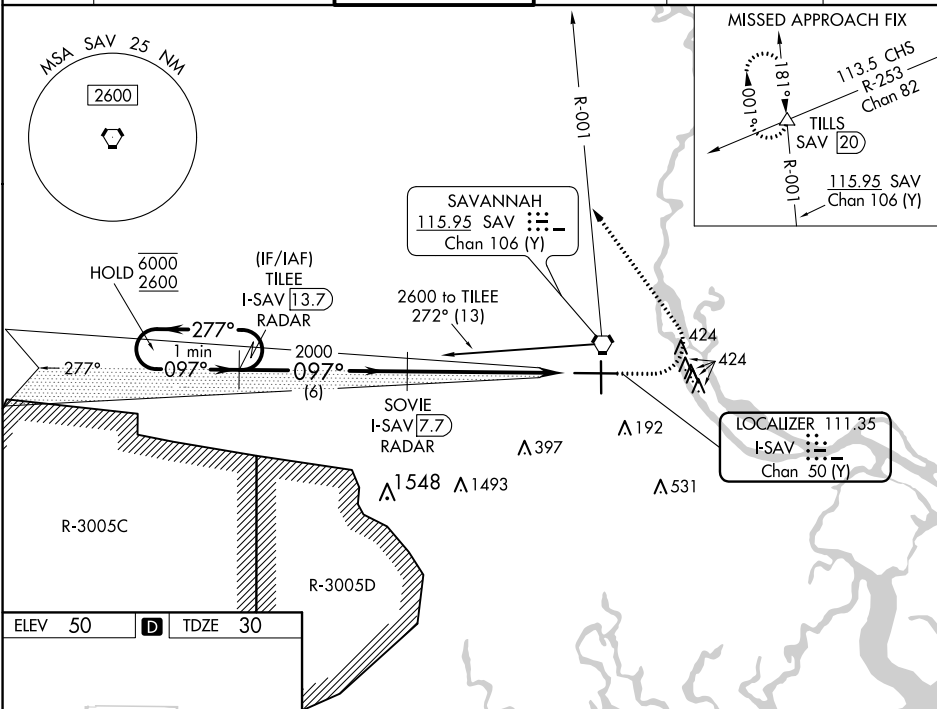 MSA SAV 25 NM
2600
HOLD 6000
2600
(IF/IAF)
TILEE
I-SAV 13.7
RADAR
277°
1 min
097°
277°
2000
097°
(6)
2600 to TILEE
272° (13)
SAVANNAH
115.95 SAV
Chan 106 (Y)
R-001
SOVIE
I-SAV 7.7
RADAR
424
424
192
397
1548
1493
531
LOCALIZER 111.35
I-SAV
Chan 50 (Y)
R-3005C
R-3005D
MISSED APPROACH FIX
181°
001°
113.5 CHS
R-253
Chan 82
TILLS
SAV 20
R-001
115.95 SAV
Chan 106 (Y)
ELEV 50 D TDZE 30